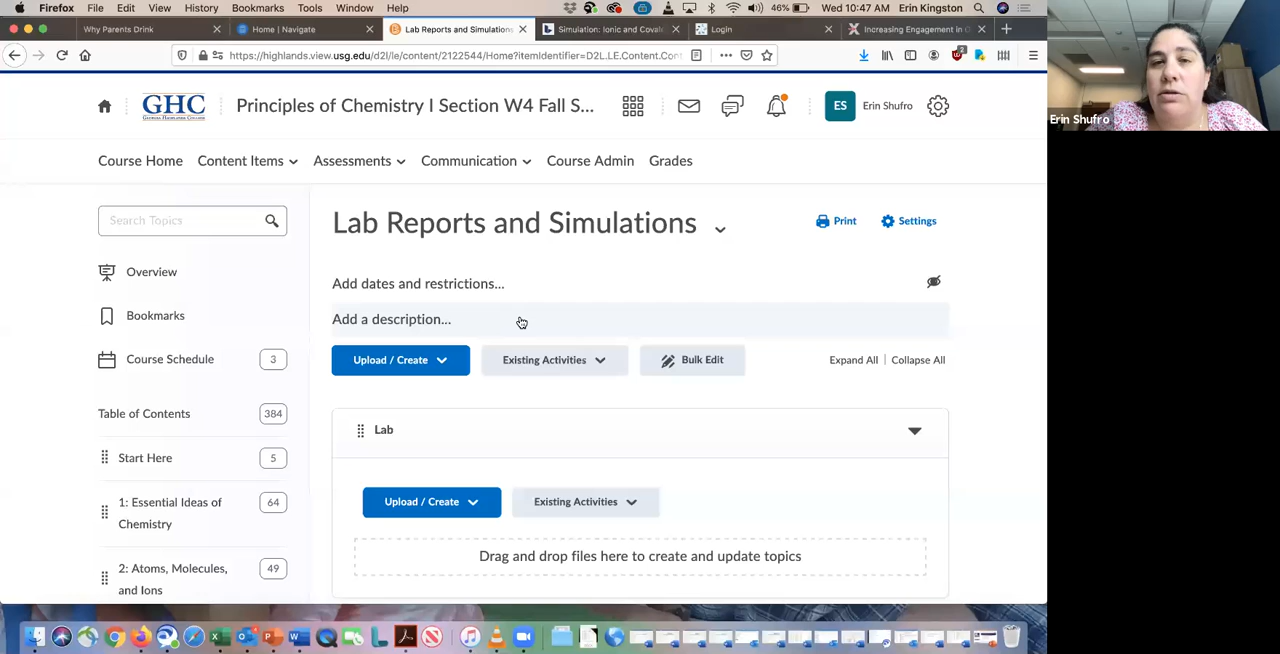 Firefox File Edit View History Bookmarks Tools Window Help 46% Wed 10:47 AM Erin Kingston
Why Parents Drink Home | Navigate Lab Reports and Simulations Simulation: Ionic and Covale Login Increasing Engagement in O
https://highlands.view.usg.edu/d2l/le/content/2122544/Home?itemIdentifier=D2L.LE.Content.Cont
GHC Principles of Chemistry I Section W4 Fall S... ES Erin Shufro
GEORGIA HIGHLANDS COLLEGE
Course Home Content Items Assessments Communication Course Admin Grades
Search Topics
Overview
Bookmarks
Course Schedule 3
Table of Contents 384
Start Here 5
1: Essential Ideas of 64
Chemistry
2: Atoms, Molecules, 49
and Ions
Lab Reports and Simulations Print Settings
Add dates and restrictions...
Add a description...
Upload / Create Existing Activities Bulk Edit Expand All | Collapse All
Lab
Upload / Create Existing Activities
Drag and drop files here to create and update topics
Erin Shufro